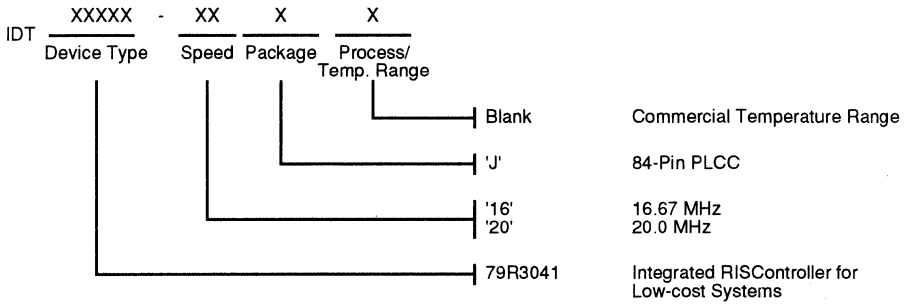 IDT XXXXX - XX X X
Device Type Speed Package Process/
Temp. Range
Blank Commercial Temperature Range
'J' 84-Pin PLCC
'16' 16.67 MHz
'20' 20.0 MHz
79R3041 Integrated RISController for
Low-cost Systems